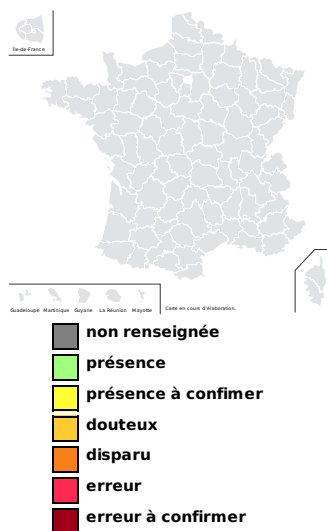 Île-de-France
Guadeloupe Martinique Guyane La Réunion Mayotte
Carte en cours d'élaboration.
non renseignée
présence
présence à confimer
douteux
disparu
erreur
erreur à confirmer